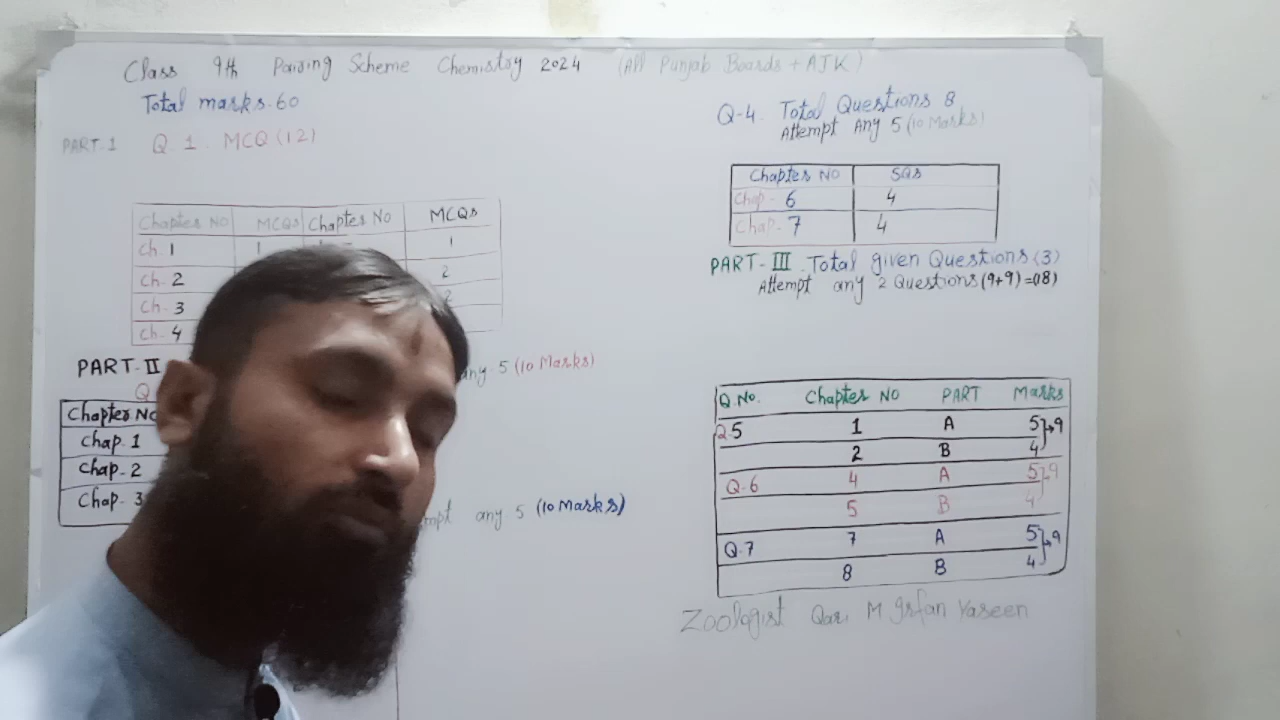 Class 9th Pairing Scheme Chemistry 2024 (All Punjab Boards + AJK)
Total marks. 60
PART-1 Q. 1. MCQ (12)
Chapter NO MCQs Chapter NO MCQs
Ch. 1 1 1
Ch. 2 2
Ch. 3 2
Ch. 4
PART-II any 5 (10 Marks)
Q
Chapter No
Chap. 1
Chap. 2
Chap. 3
any 5 (10 Marks)
Q-4. Total Questions 8
Attempt Any 5 (10 Marks)
Chapter NO SQs
Chap- 6 4
Chap- 7 4
PART-III. Total given Questions (3)
Attempt any 2 Questions (9+9)=(18)
Q.No. Chapter NO PART Marks
Q.5 1 A 5 9
2 B 4
Q.6 4 A 5 9
5 B 4
Q.7 7 A 5 9
8 B 4
Zoologist Qari M Irfan Yaseen